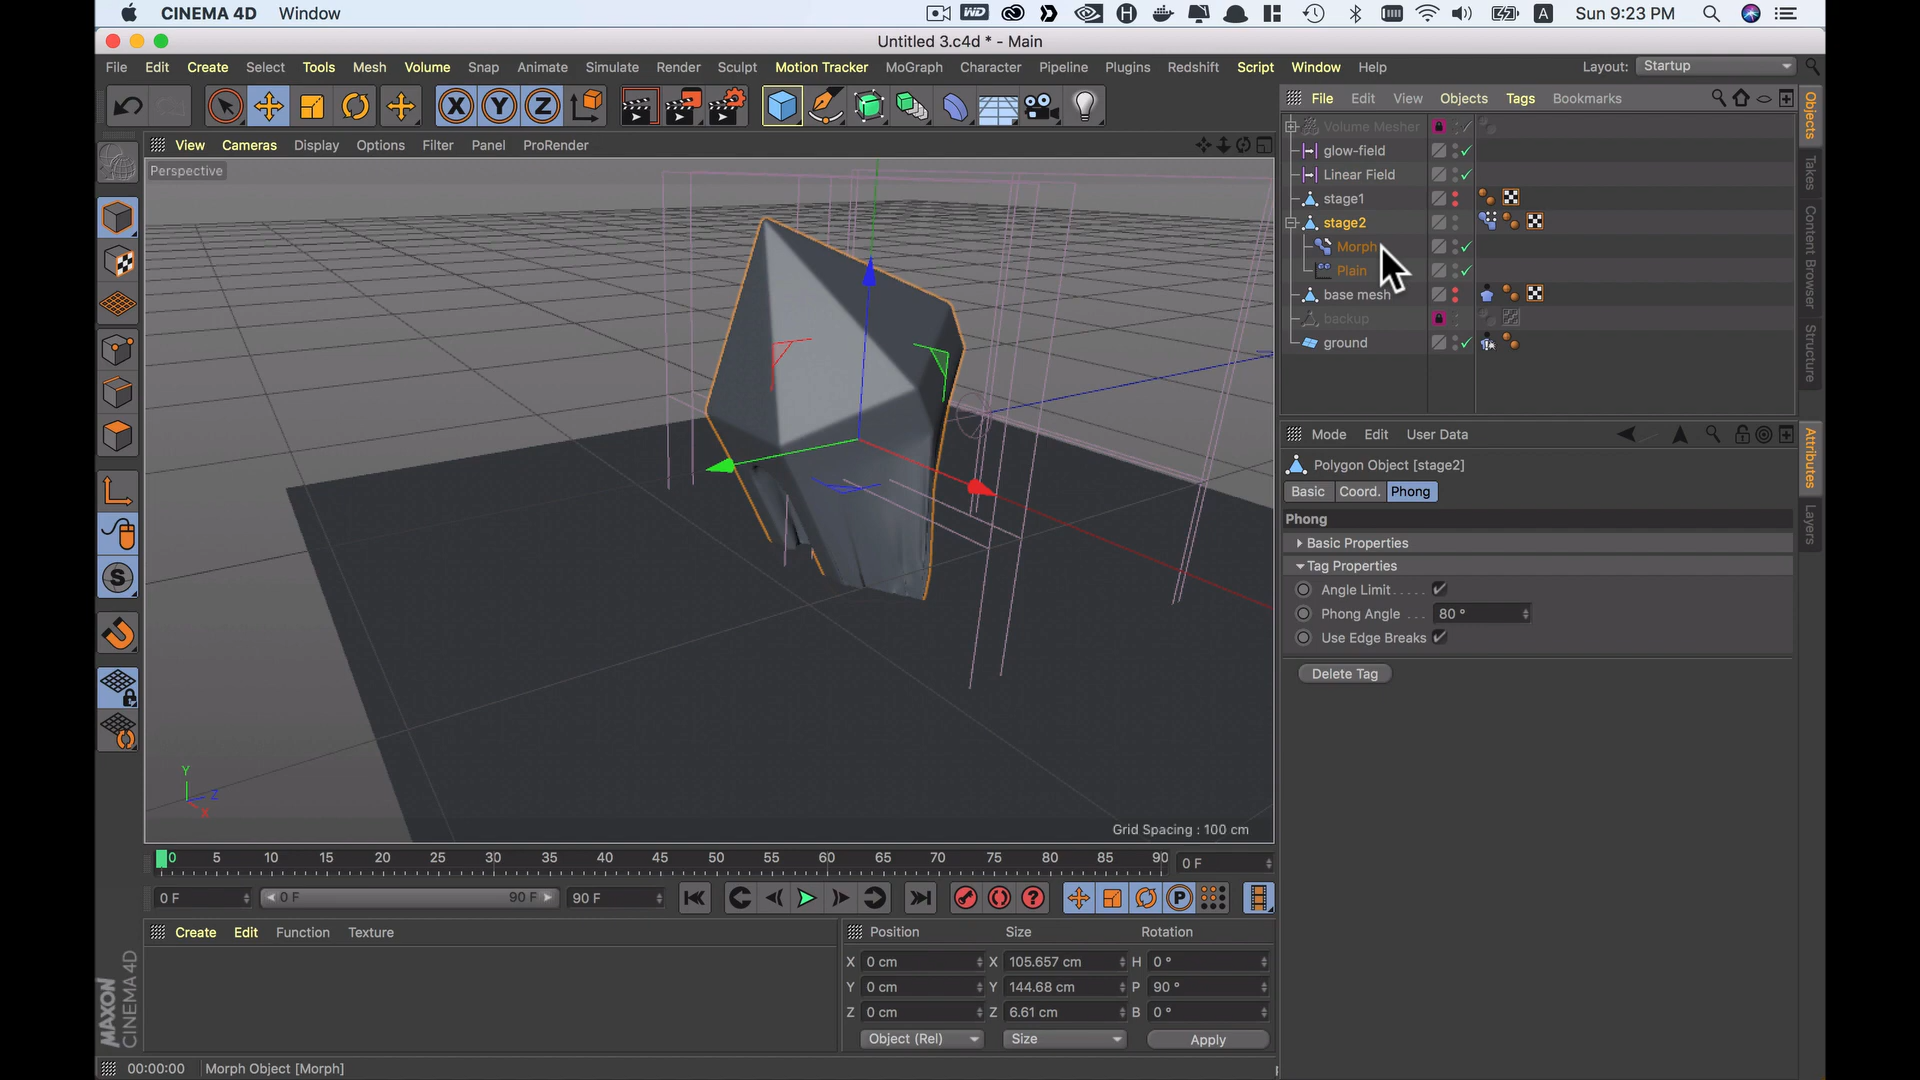 CINEMA 4D Window
Sun 9:23 PM
Untitled 3.c4d * - Main
File Edit Create Select Tools Mesh Volume Snap Animate Simulate Render Sculpt Motion Tracker MoGraph Character Pipeline Plugins Redshift Script Window Help Layout: Startup
View Cameras Display Options Filter Panel ProRender
Perspective
File Edit View Objects Tags Bookmarks
Volume Mesher
glow-field
Linear Field
stage1
stage2
Morph
Plain
base mesh
backup
ground
Objects
Takes
Content Browser
Structure
Mode Edit User Data
Polygon Object [stage2]
Basic Coord. Phong
Phong
Basic Properties
Tag Properties
Angle Limit
Phong Angle 80 °
Use Edge Breaks
Delete Tag
Attributes
Layers
Y
Z
X
Grid Spacing : 100 cm
0 5 10 15 20 25 30 35 40 45 50 55 60 65 70 75 80 85 90 0 F
0 F 0 F 90 F 90 F
Create Edit Function Texture
Position Size Rotation
X 0 cm X 105.657 cm H 0 °
Y 0 cm Y 144.68 cm P 90 °
Z 0 cm Z 6.61 cm B 0 °
Object (Rel) Size Apply
MAXON
CINEMA 4D
00:00:00 Morph Object [Morph]